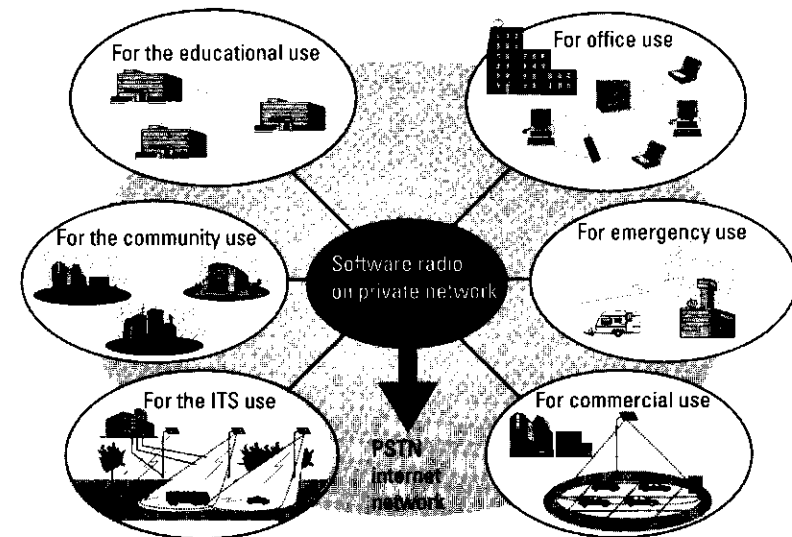 For the educational use
For office use
For the community use
Software radio
on private network
For emergency use
For the ITS use
PSTN
internet
network
For commercial use